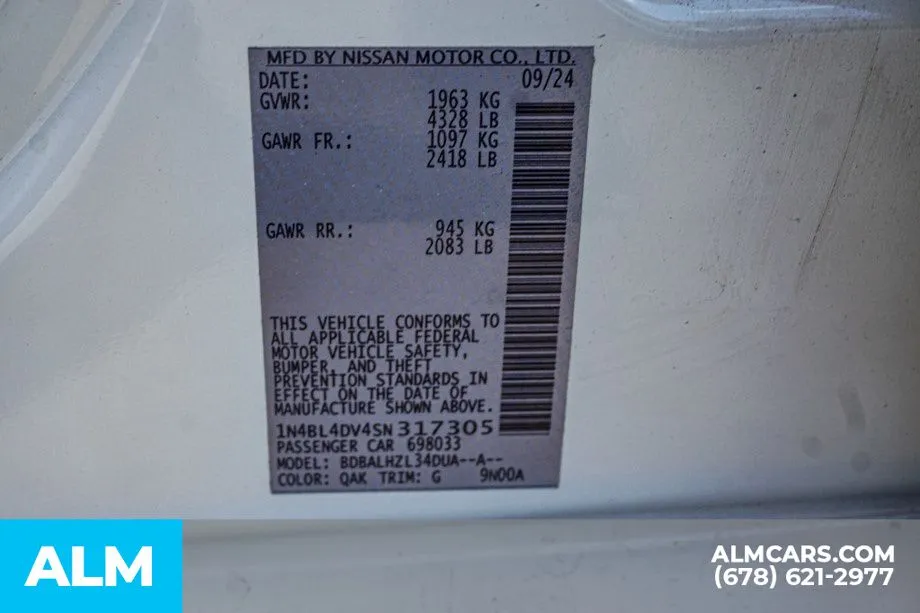 MFD BY NISSAN MOTOR CO., LTD.
DATE: 09/24
GVWR: 1963 KG
4328 LB
GAWR FR.: 1097 KG
2418 LB
GAWR RR.: 945 KG
2083 LB
THIS VEHICLE CONFORMS TO
ALL APPLICABLE FEDERAL
MOTOR VEHICLE SAFETY,
BUMPER, AND THEFT
PREVENTION STANDARDS IN
EFFECT ON THE DATE OF
MANUFACTURE SHOWN ABOVE.
1N4BL4DV4SN317305
PASSENGER CAR 698033
MODEL: BDBALHZL34DUA--A--
COLOR: QAK TRIM: G 9N00A
ALM
ALMCARS.COM
(678) 621-2977